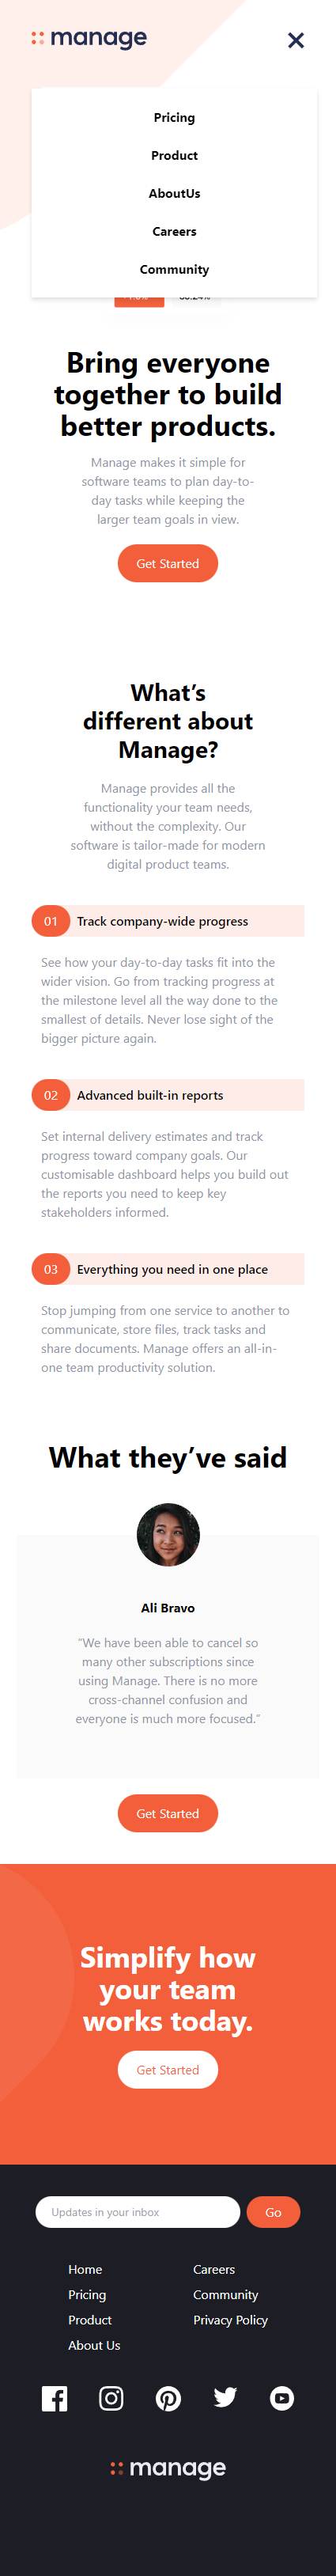 manage
Pricing
Product
AboutUs
Careers
Community
Bring everyone
together to build
better products.
Manage makes it simple for
software teams to plan day-to-
day tasks while keeping the
larger team goals in view.
Get Started
What’s
different about
Manage?
Manage provides all the
functionality your team needs,
without the complexity. Our
software is tailor-made for modern
digital product teams.
01 Track company-wide progress
See how your day-to-day tasks fit into the
wider vision. Go from tracking progress at
the milestone level all the way done to the
smallest of details. Never lose sight of the
bigger picture again.
02 Advanced built-in reports
Set internal delivery estimates and track
progress toward company goals. Our
customisable dashboard helps you build out
the reports you need to keep key
stakeholders informed.
03 Everything you need in one place
Stop jumping from one service to another to
communicate, store files, track tasks and
share documents. Manage offers an all-in-
one team productivity solution.
What they’ve said
Ali Bravo
“We have been able to cancel so
many other subscriptions since
using Manage. There is no more
cross-channel confusion and
everyone is much more focused.”
Get Started
Simplify how
your team
works today.
Get Started
Updates in your inbox Go
Home Careers
Pricing Community
Product Privacy Policy
About Us
manage